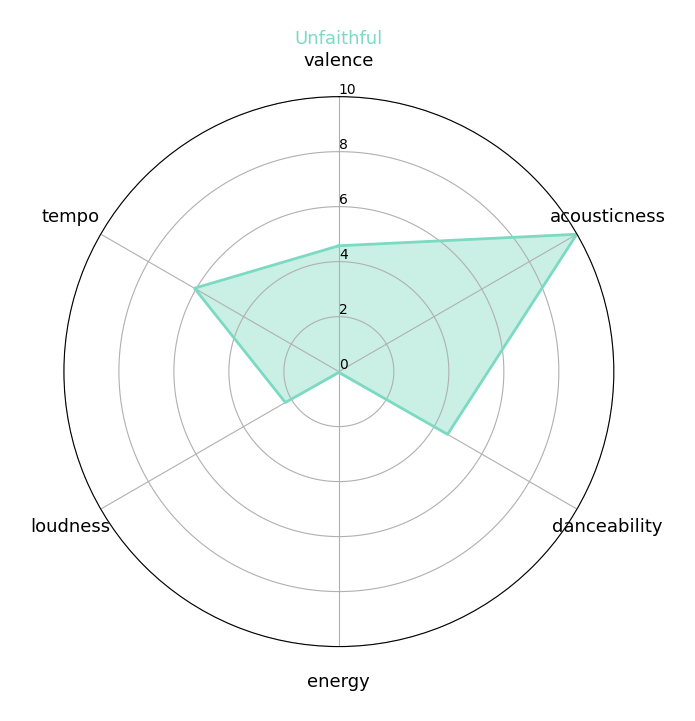 Unfaithful
valence
10
8
tempo
6
acousticness
4
2
0
loudness
danceability
energy